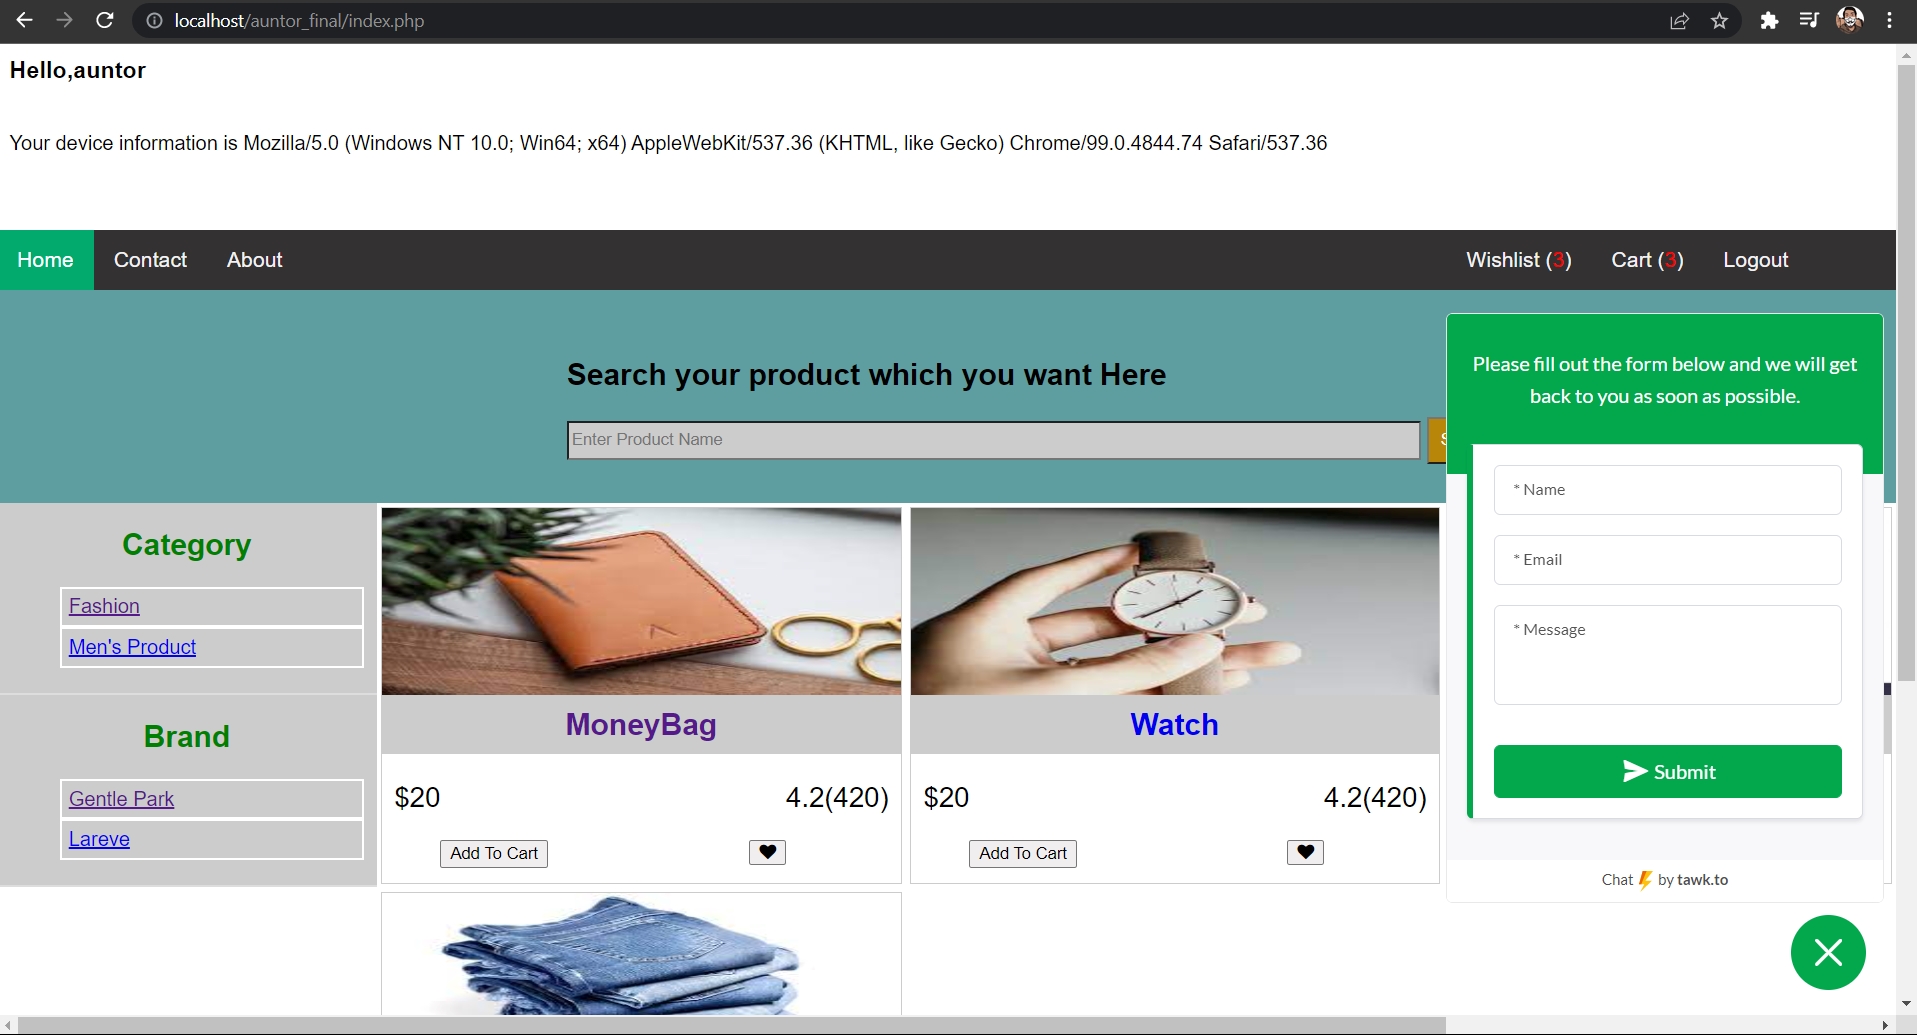 localhost/auntor_final/index.php
Hello,auntor
Your device information is Mozilla/5.0 (Windows NT 10.0; Win64; x64) AppleWebKit/537.36 (KHTML, like Gecko) Chrome/99.0.4844.74 Safari/537.36
Home Contact About Wishlist (3) Cart (3) Logout
Search your product which you want Here
Enter Product Name
Category
Fashion
Men's Product
Brand
Gentle Park
Lareve
MoneyBag
$20 4.2(420)
Add To Cart
Watch
$20 4.2(420)
Add To Cart
Please fill out the form below and we will get
back to you as soon as possible.
* Name
* Email
* Message
Submit
Chat by tawk.to